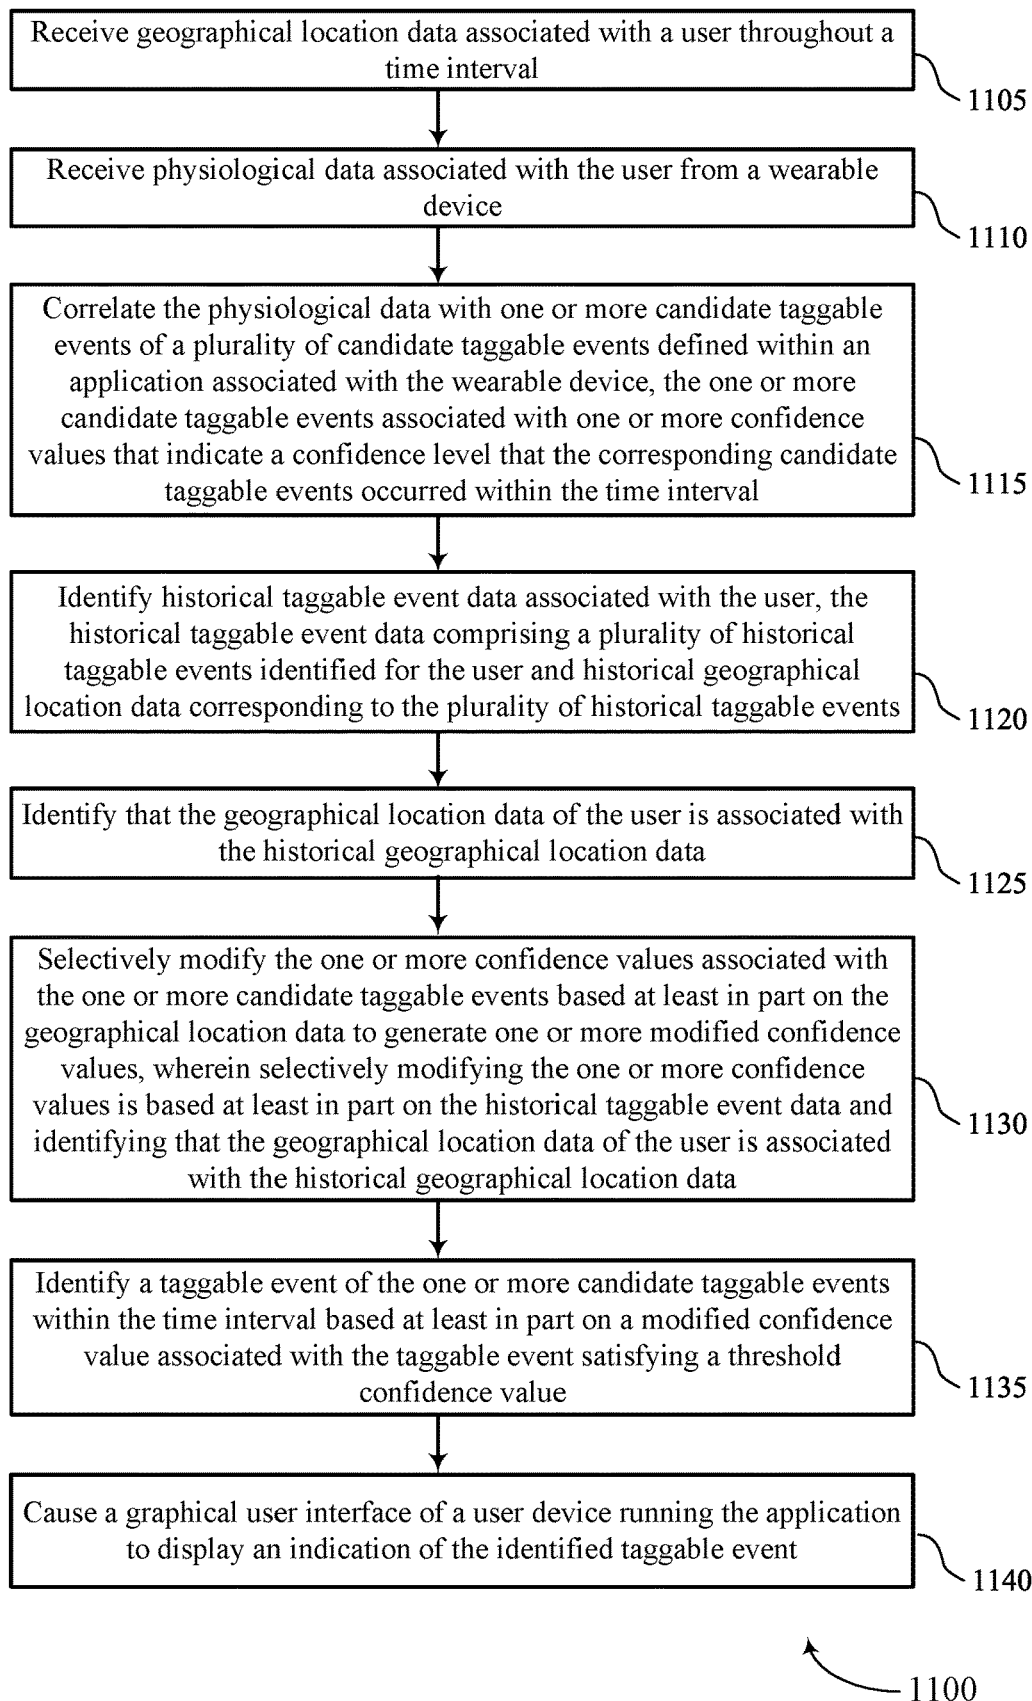 Receive geographical location data associated with a user throughout a
time interval
1105
Receive physiological data associated with the user from a wearable
device
1110
Correlate the physiological data with one or more candidate taggable
events of a plurality of candidate taggable events defined within an
application associated with the wearable device, the one or more
candidate taggable events associated with one or more confidence
values that indicate a confidence level that the corresponding candidate
taggable events occurred within the time interval
1115
Identify historical taggable event data associated with the user, the
historical taggable event data comprising a plurality of historical
taggable events identified for the user and historical geographical
location data corresponding to the plurality of historical taggable events
1120
Identify that the geographical location data of the user is associated with
the historical geographical location data
1125
Selectively modify the one or more confidence values associated with
the one or more candidate taggable events based at least in part on the
geographical location data to generate one or more modified confidence
values, wherein selectively modifying the one or more confidence
values is based at least in part on the historical taggable event data and
identifying that the geographical location data of the user is associated
with the historical geographical location data
1130
Identify a taggable event of the one or more candidate taggable events
within the time interval based at least in part on a modified confidence
value associated with the taggable event satisfying a threshold
confidence value
1135
Cause a graphical user interface of a user device running the application
to display an indication of the identified taggable event
1140
1100